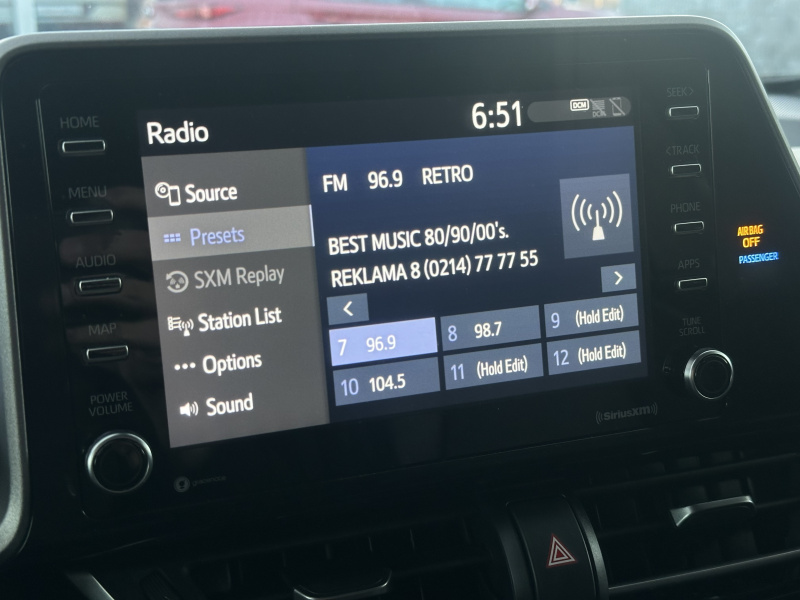 HOME
MENU
AUDIO
MAP
POWER
VOLUME
Radio
6:51
DCM
DCM
Source
Presets
SXM Replay
Station List
Options
Sound
FM 96.9 RETRO
BEST MUSIC 80/90/00's.
REKLAMA 8 (0214) 77 77 55
<
>
7 96.9
8 98.7
9 (Hold Edit)
10 104.5
11 (Hold Edit)
12 (Hold Edit)
SEEK >
< TRACK
PHONE
APPS
TUNE
SCROLL
((SiriusXM))
gracenote
AIRBAG
OFF
PASSENGER